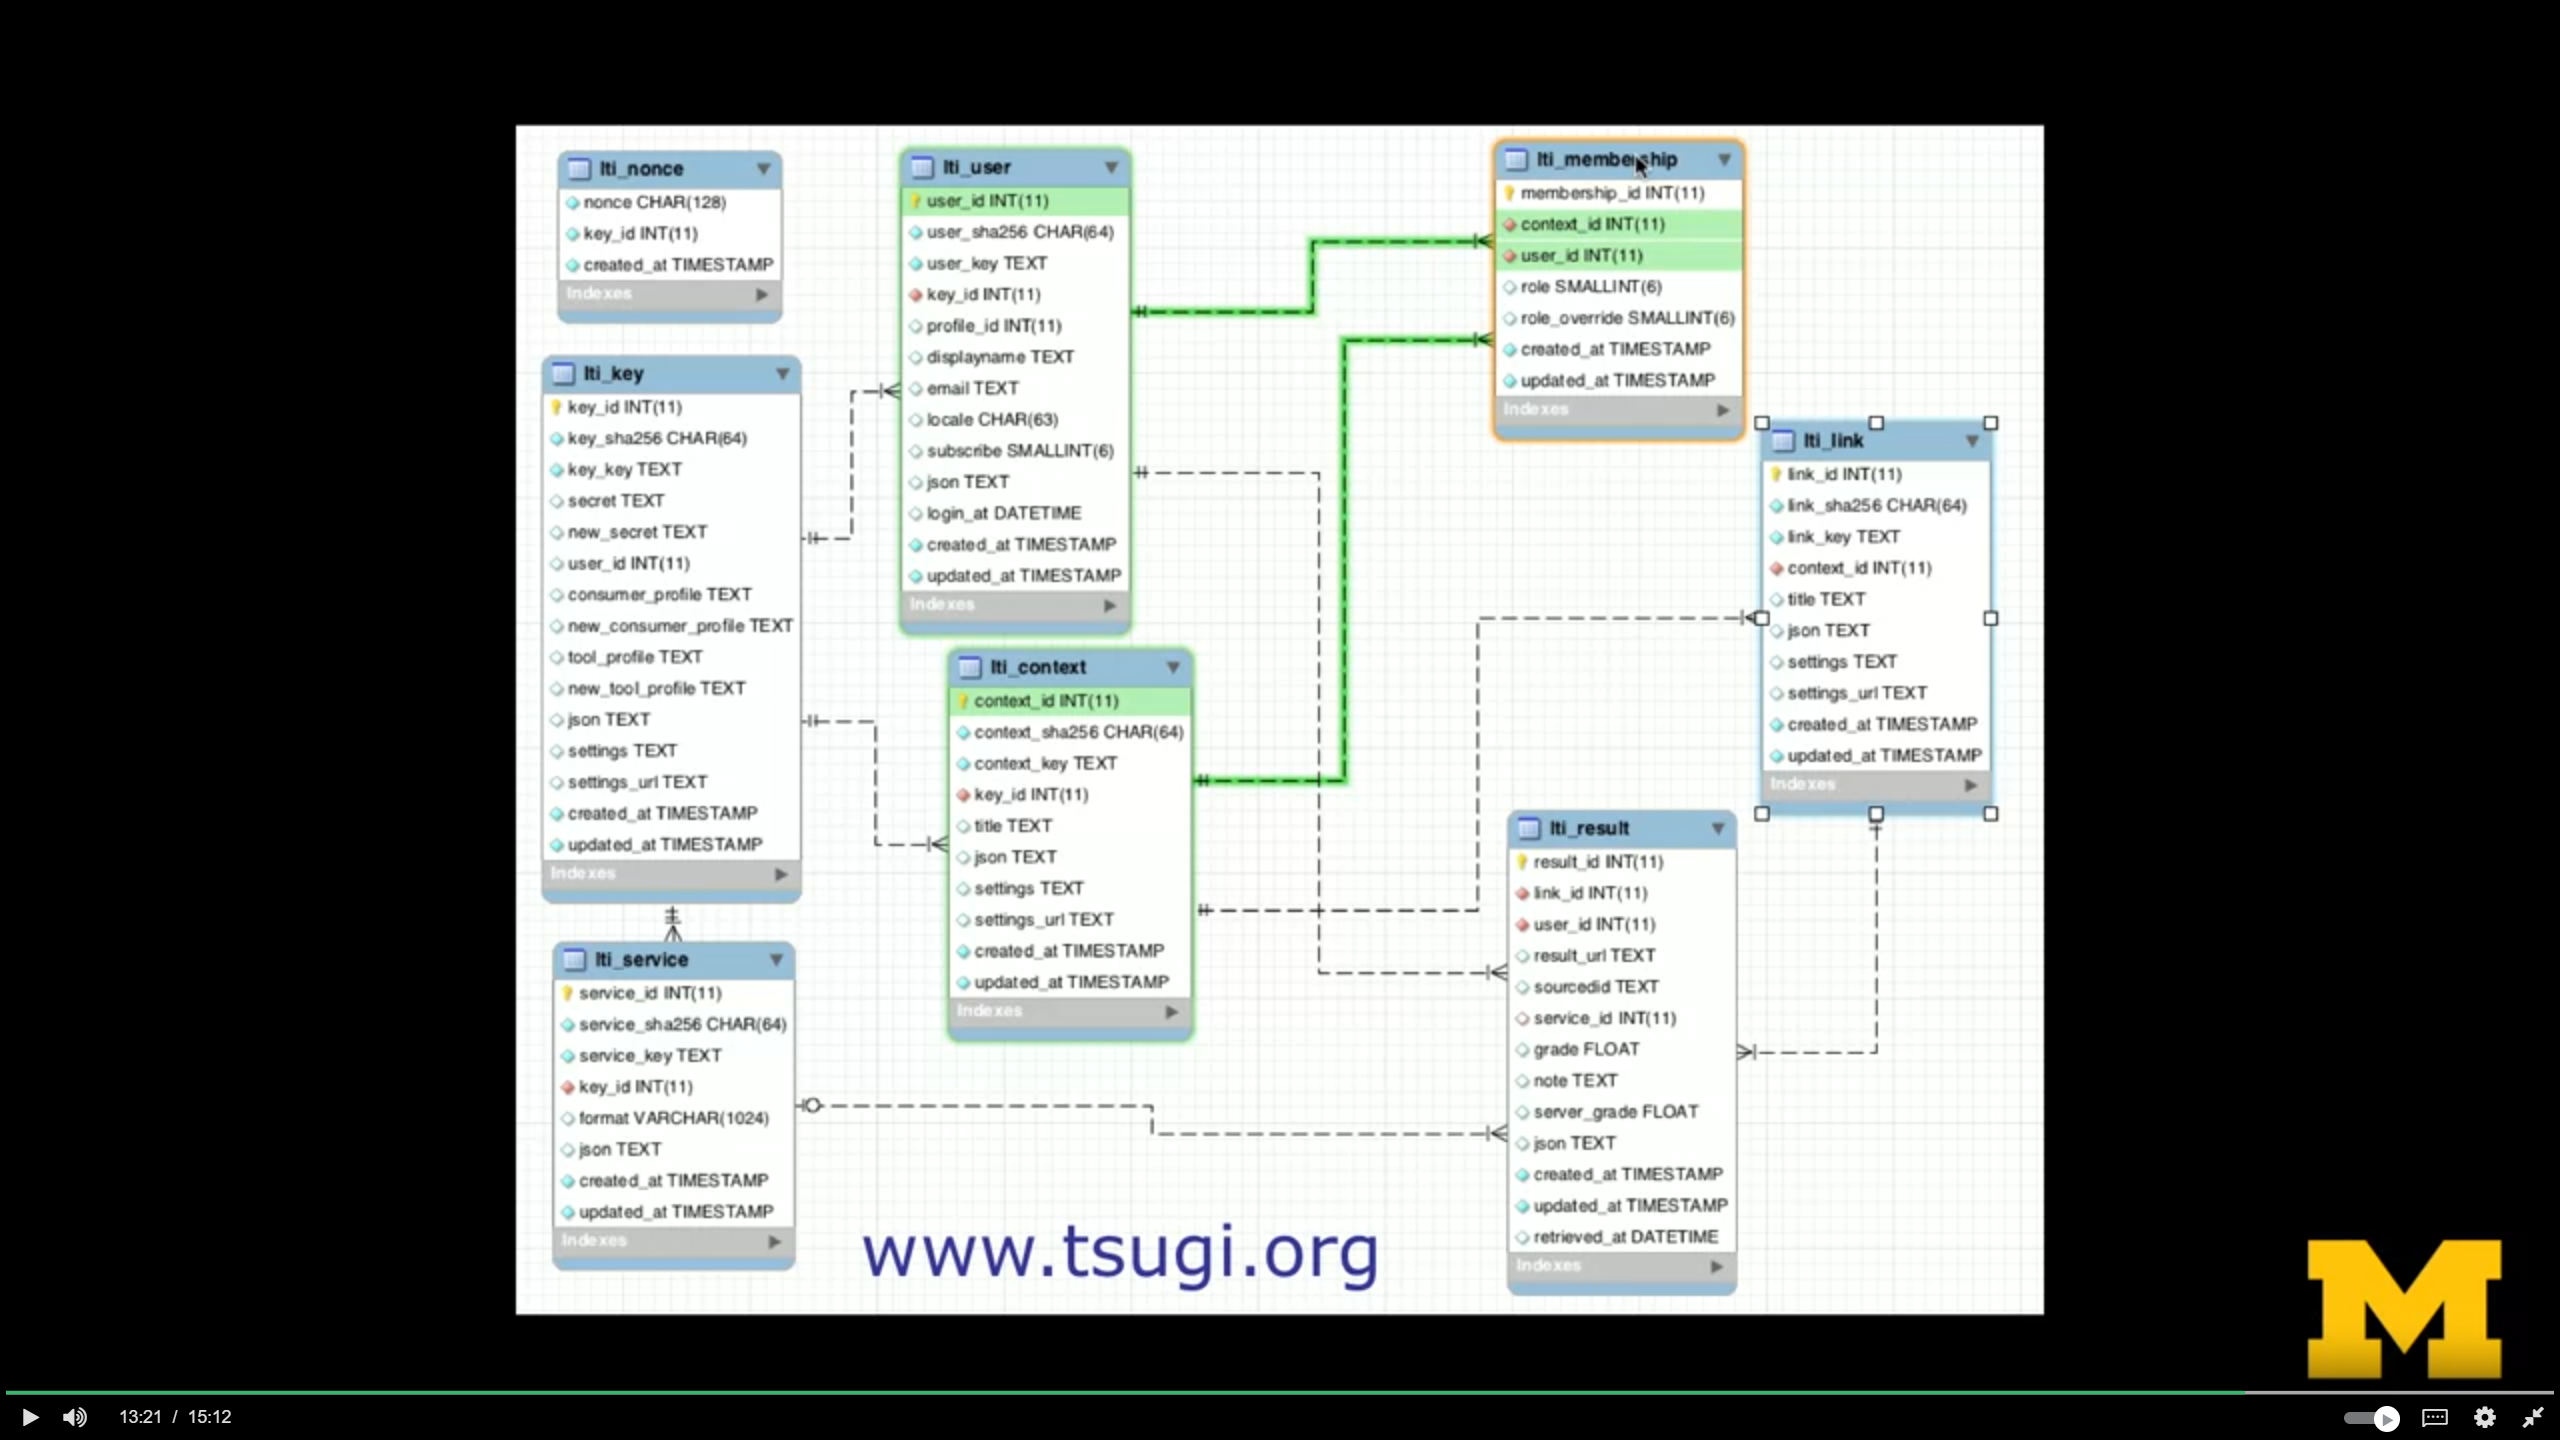 lti_nonce
nonce CHAR(128)
key_id INT(11)
created_at TIMESTAMP
Indexes
lti_key
key_id INT(11)
key_sha256 CHAR(64)
key_key TEXT
secret TEXT
new_secret TEXT
user_id INT(11)
consumer_profile TEXT
new_consumer_profile TEXT
tool_profile TEXT
new_tool_profile TEXT
json TEXT
settings TEXT
settings_url TEXT
created_at TIMESTAMP
updated_at TIMESTAMP
Indexes
lti_service
service_id INT(11)
service_sha256 CHAR(64)
service_key TEXT
key_id INT(11)
format VARCHAR(1024)
json TEXT
created_at TIMESTAMP
updated_at TIMESTAMP
Indexes
lti_user
user_id INT(11)
user_sha256 CHAR(64)
user_key TEXT
key_id INT(11)
profile_id INT(11)
displayname TEXT
email TEXT
locale CHAR(63)
subscribe SMALLINT(6)
json TEXT
login_at DATETIME
created_at TIMESTAMP
updated_at TIMESTAMP
Indexes
lti_context
context_id INT(11)
context_sha256 CHAR(64)
context_key TEXT
key_id INT(11)
title TEXT
json TEXT
settings TEXT
settings_url TEXT
created_at TIMESTAMP
updated_at TIMESTAMP
Indexes
lti_membership
membership_id INT(11)
context_id INT(11)
user_id INT(11)
role SMALLINT(6)
role_override SMALLINT(6)
created_at TIMESTAMP
updated_at TIMESTAMP
Indexes
lti_link
link_id INT(11)
link_sha256 CHAR(64)
link_key TEXT
context_id INT(11)
title TEXT
json TEXT
settings TEXT
settings_url TEXT
created_at TIMESTAMP
updated_at TIMESTAMP
Indexes
lti_result
result_id INT(11)
link_id INT(11)
user_id INT(11)
result_url TEXT
sourcedid TEXT
service_id INT(11)
grade FLOAT
note TEXT
server_grade FLOAT
json TEXT
created_at TIMESTAMP
updated_at TIMESTAMP
retrieved_at DATETIME
Indexes
www.tsugi.org
M
13:21 / 15:12